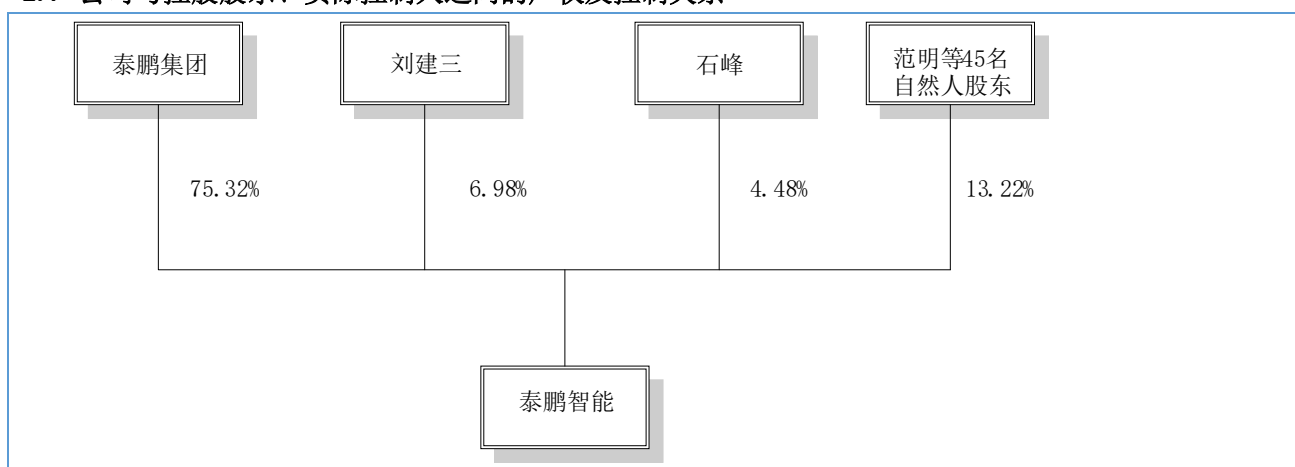 泰鹏集团
刘建三
石峰
范明等45名
自然人股东
75.32%
6.98%
4.48%
13.22%
泰鹏智能